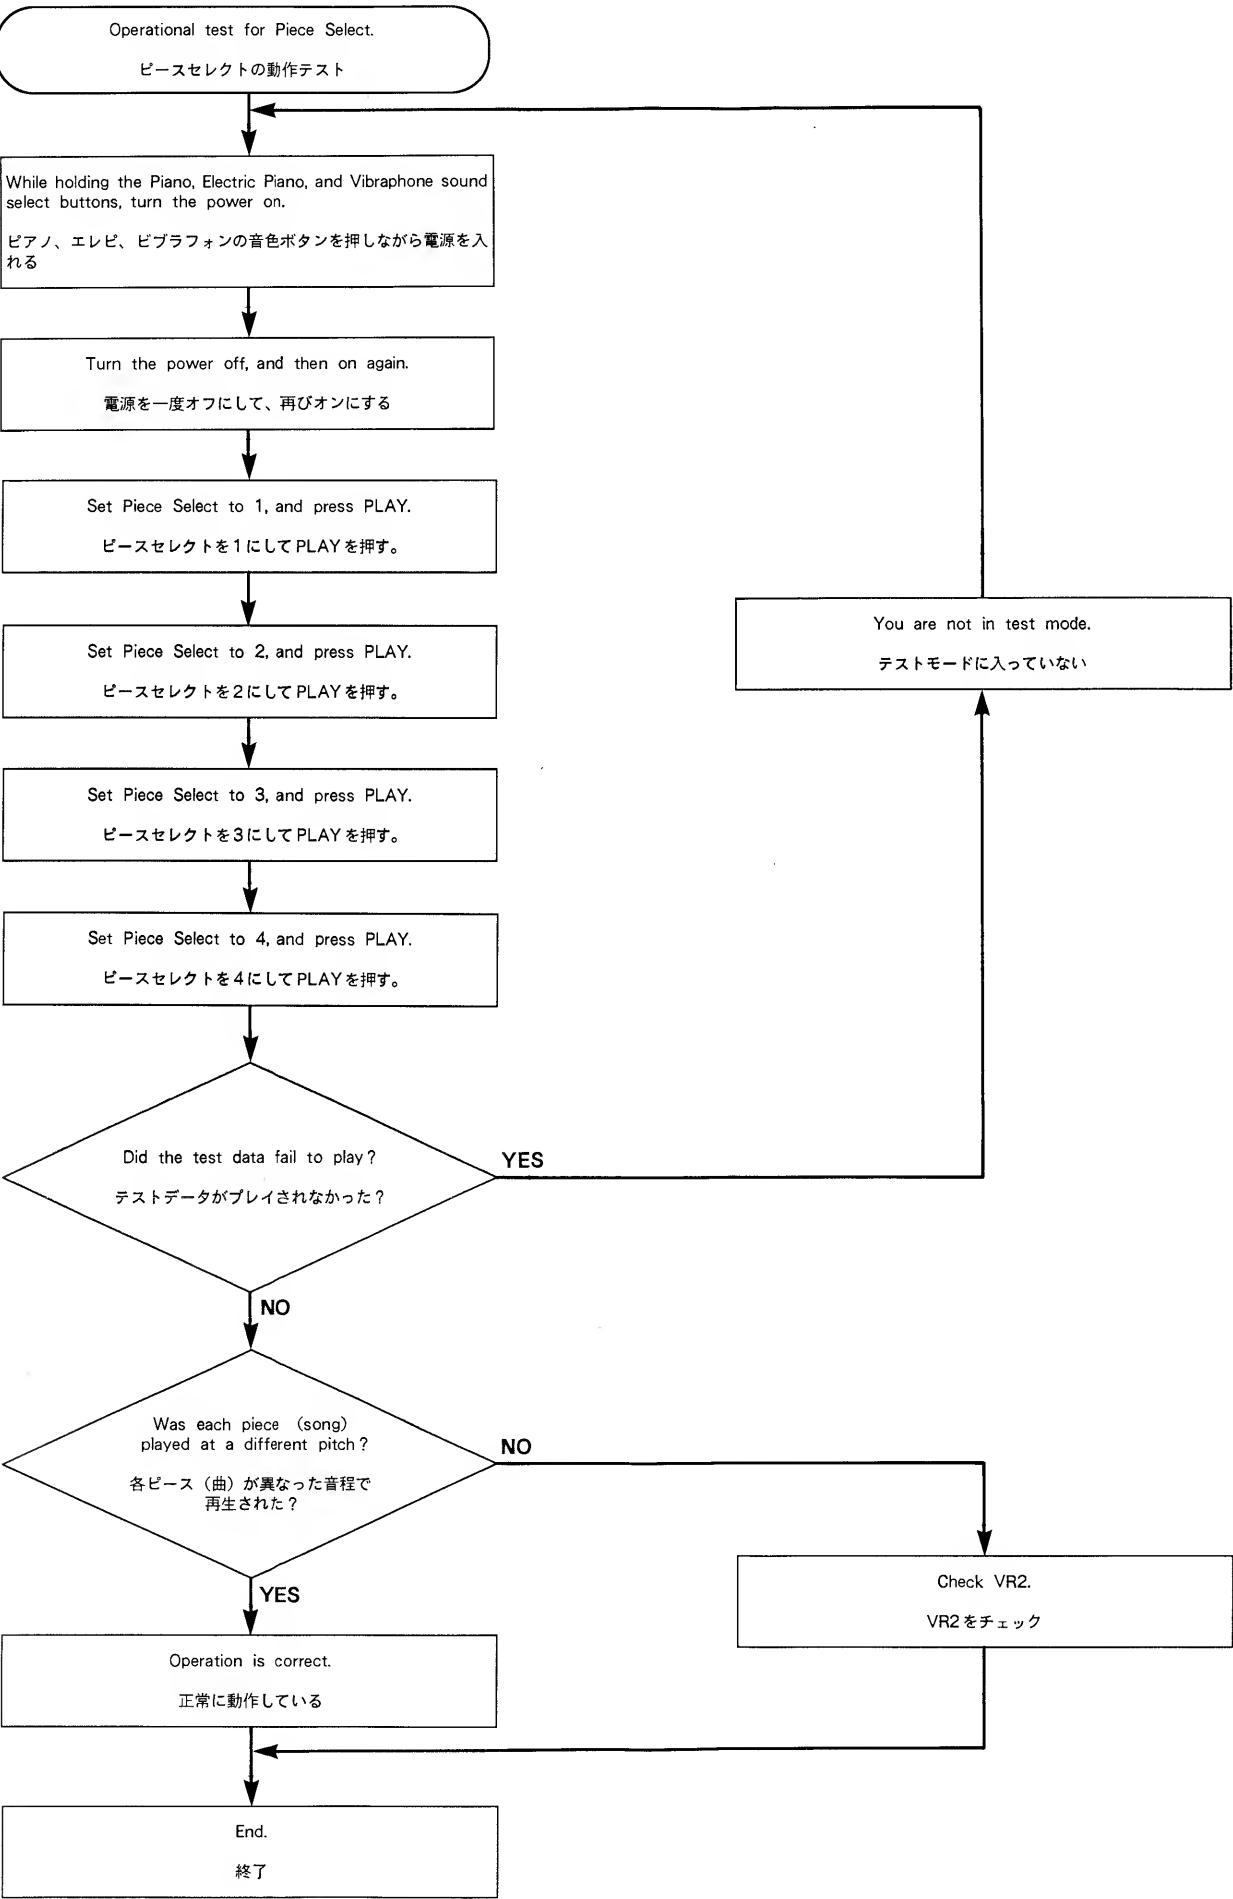 Operational test for Piece Select.
ピースセレクトの動作テスト
While holding the Piano, Electric Piano, and Vibraphone sound
select buttons, turn the power on.
ピアノ、エレピ、ビブラフォンの音色ボタンを押しながら電源を入
れる
Turn the power off, and then on again.
電源を一度オフにして、再びオンにする
Set Piece Select to 1, and press PLAY.
ピースセレクトを1にしてPLAYを押す。
Set Piece Select to 2, and press PLAY.
ピースセレクトを2にしてPLAYを押す。
Set Piece Select to 3, and press PLAY.
ピースセレクトを3にしてPLAYを押す。
Set Piece Select to 4, and press PLAY.
ピースセレクトを4にしてPLAYを押す。
Did the test data fail to play?
テストデータがプレイされなかった？
YES
You are not in test mode.
テストモードに入っていない
NO
Was each piece (song)
played at a different pitch?
各ピース（曲）が異なった音程で
再生された？
NO
Check VR2.
VR2をチェック
YES
Operation is correct.
正常に動作している
End.
終了